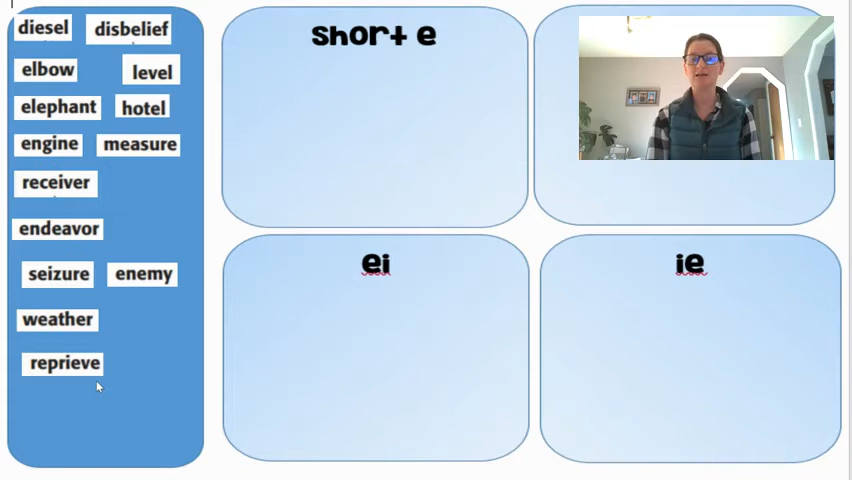 diesel disbelief
elbow level
elephant hotel
engine measure
receiver
endeavor
seizure enemy
weather
reprieve
short e
ei
ie